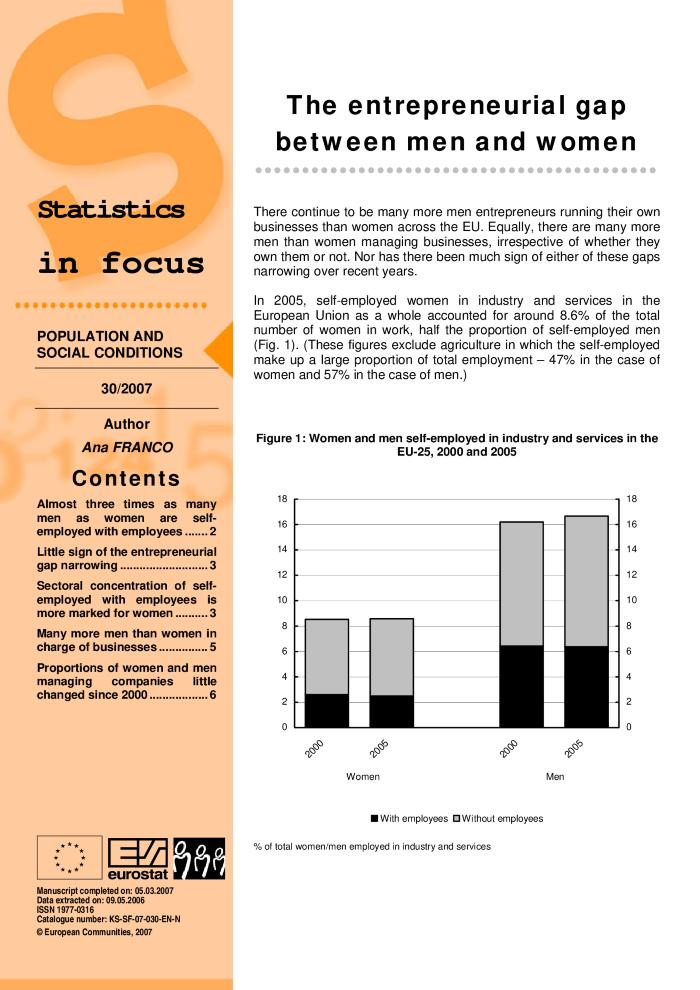 The entrepreneurial gap
between men and women
Statistics
in focus
POPULATION AND
SOCIAL CONDITIONS
30/2007
Author
Ana FRANCO
Contents
Almost three times as many
men as women are self-
employed with employees ....... 2
Little sign of the entrepreneurial
gap narrowing ........................... 3
Sectoral concentration of self-
employed with employees is
more marked for women .......... 3
Many more men than women in
charge of businesses ............... 5
Proportions of women and men
managing companies little
changed since 2000 .................. 6
eurostat
Manuscript completed on: 05.03.2007
Data extracted on: 09.05.2006
ISSN 1977-0316
Catalogue number: KS-SF-07-030-EN-N
© European Communities, 2007
There continue to be many more men entrepreneurs running their own
businesses than women across the EU. Equally, there are many more
men than women managing businesses, irrespective of whether they
own them or not. Nor has there been much sign of either of these gaps
narrowing over recent years.
In 2005, self-employed women in industry and services in the
European Union as a whole accounted for around 8.6% of the total
number of women in work, half the proportion of self-employed men
(Fig. 1). (These figures exclude agriculture in which the self-employed
make up a large proportion of total employment – 47% in the case of
women and 57% in the case of men.)
Figure 1: Women and men self-employed in industry and services in the
EU-25, 2000 and 2005
18 18
16 16
14 14
12 12
10 10
8 8
6 6
4 4
2 2
0 0
2000 2005 2000 2005
Women Men
With employees Without employees
% of total women/men employed in industry and services